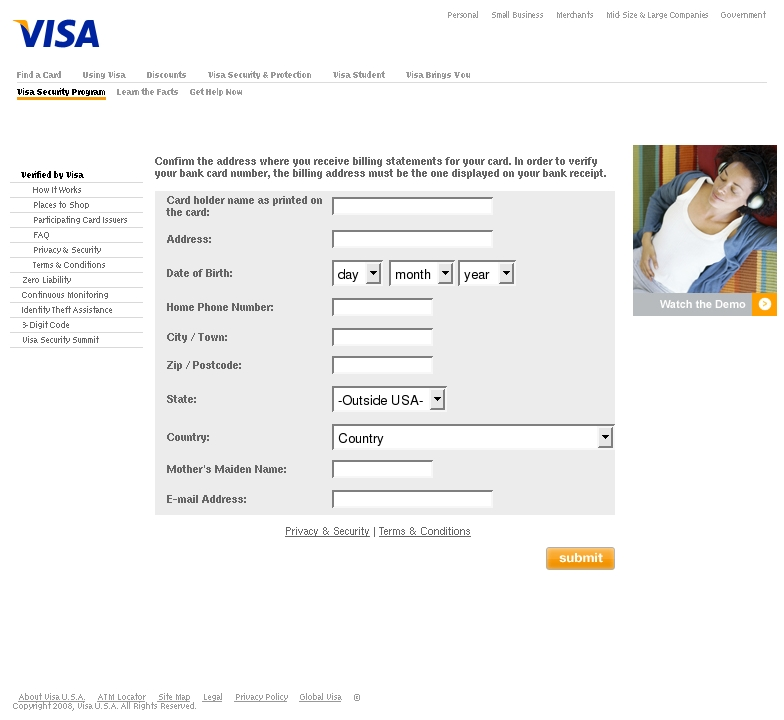 Personal Small Business Merchants Mid-Size & Large Companies Government
VISA
Find a Card Using Visa Discounts Visa Security & Protection Visa Student Visa Brings You
Visa Security Program Learn the Facts Get Help Now
Verified by Visa
How It Works
Places to Shop
Participating Card Issuers
FAQ
Privacy & Security
Terms & Conditions
Zero Liability
Continuous Monitoring
Identity Theft Assistance
3-Digit Code
Visa Security Summit
Confirm the address where you receive billing statements for your card. In order to verify
your bank card number, the billing address must be the one displayed on your bank receipt.
Card holder name as printed on
the card:
Address:
Date of Birth: day month year
Home Phone Number:
City / Town:
Zip / Postcode:
State: -Outside USA-
Country: Country
Mother's Maiden Name:
E-mail Address:
Privacy & Security | Terms & Conditions
submit
Watch the Demo
About Visa U.S.A. ATM Locator Site Map Legal Privacy Policy Global Visa ©
Copyright 2008, Visa U.S.A. All Rights Reserved.